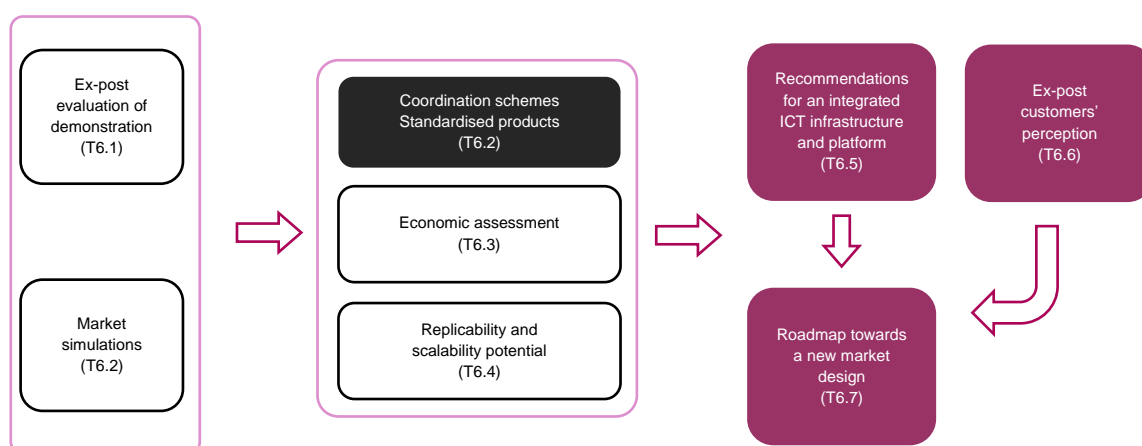 Ex-post
evaluation of
demonstration
(T6.1)
Market
simulations
(T6.2)
Coordination schemes
Standardised products
(T6.2)
Economic assessment
(T6.3)
Replicability and
scalability potential
(T6.4)
Recommendations
for an integrated
ICT infrastructure
and platform
(T6.5)
Ex-post
customers’
perception
(T6.6)
Roadmap towards
a new market
design
(T6.7)